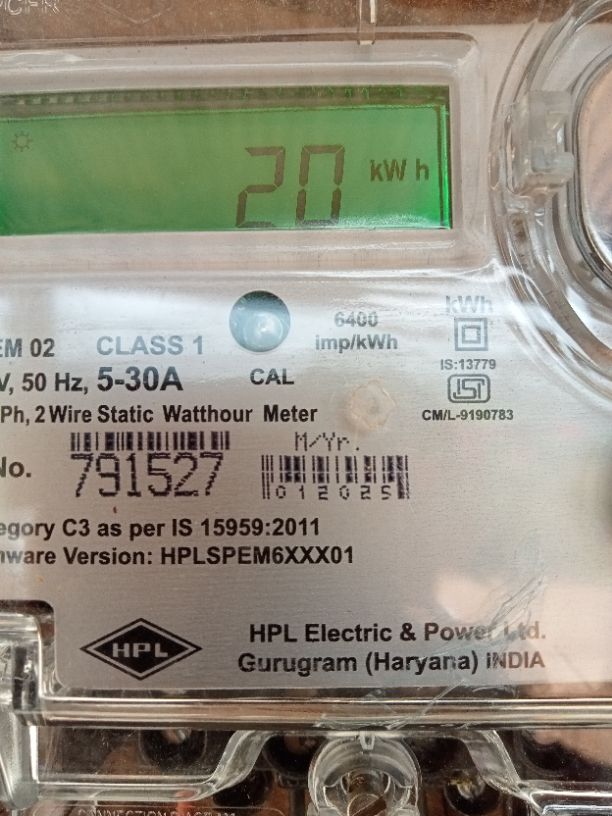 20 kWh
kWh
6400
imp/kWh
EM 02 CLASS 1
V, 50 Hz, 5-30A
CAL
IS:13779
ISI
CM/L-9190783
Ph, 2 Wire Static Watthour Meter
M/Yr.
No. 791527
012025
egory C3 as per IS 15959:2011
mware Version: HPLSPEM6XXX01
HPL
HPL Electric & Power Ltd.
Gurugram (Haryana) INDIA